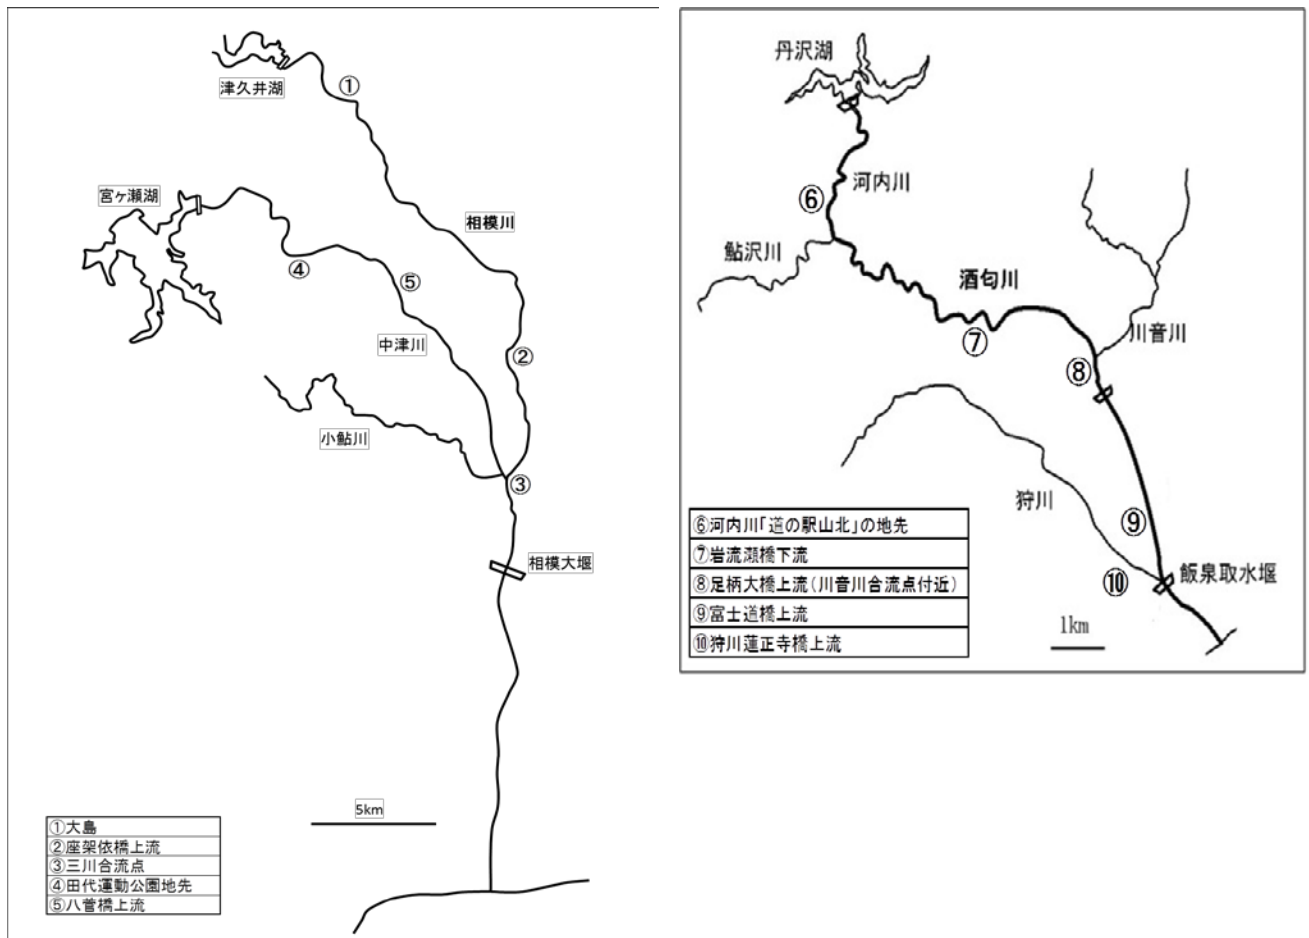 津久井湖
①
宮ヶ瀬湖
相模川
④
⑤
中津川
②
小鮎川
③
相模大堰
5km
①大島
②座架依橋上流
③三川合流点
④田代運動公園地先
⑤八菅橋上流
丹沢湖
河内川
⑥
鮎沢川
酒匂川
⑦
川音川
⑧
狩川
⑨
⑩
飯泉取水堰
1km
⑥河内川「道の駅山北」の地先
⑦岩流瀬橋下流
⑧足柄大橋上流(川音川合流点付近)
⑨富士道橋上流
⑩狩川蓮正寺橋上流